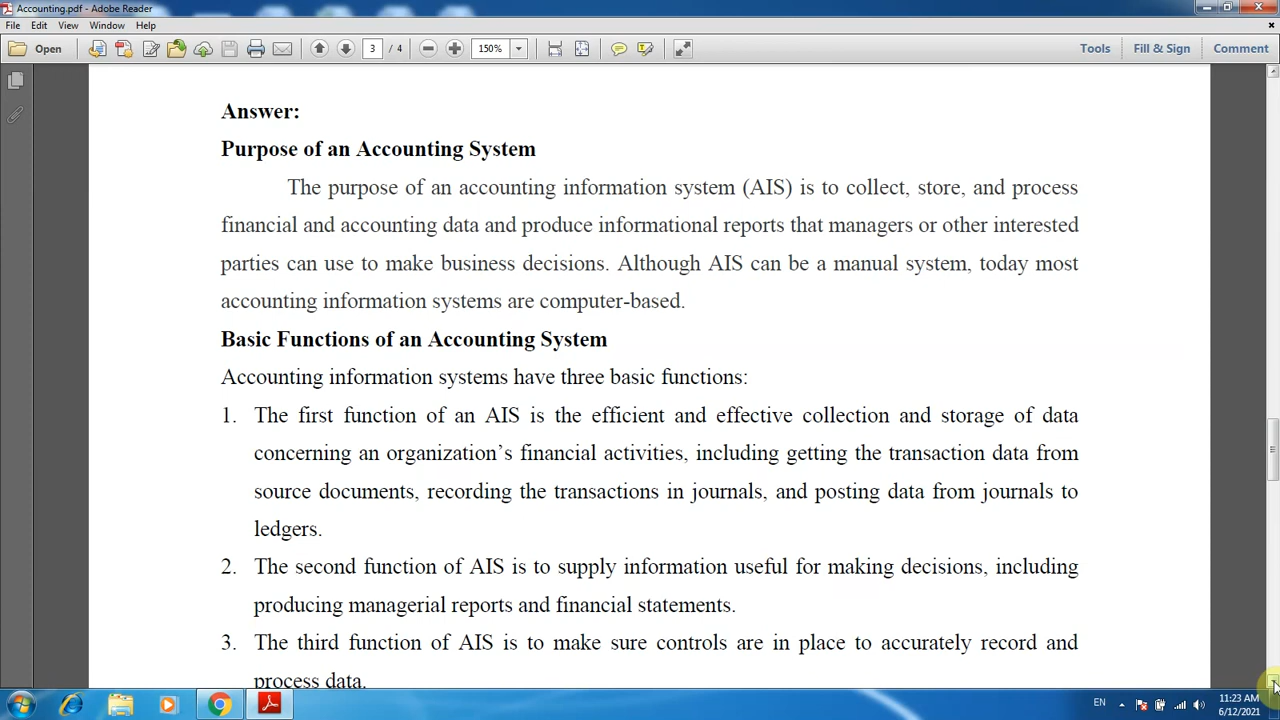 Accounting.pdf - Adobe Reader
File Edit View Window Help
Open 3 / 4 150% Tools Fill & Sign Comment
Answer:
Purpose of an Accounting System
The purpose of an accounting information system (AIS) is to collect, store, and process
financial and accounting data and produce informational reports that managers or other interested
parties can use to make business decisions. Although AIS can be a manual system, today most
accounting information systems are computer-based.
Basic Functions of an Accounting System
Accounting information systems have three basic functions:
1. The first function of an AIS is the efficient and effective collection and storage of data
concerning an organization’s financial activities, including getting the transaction data from
source documents, recording the transactions in journals, and posting data from journals to
ledgers.
2. The second function of AIS is to supply information useful for making decisions, including
producing managerial reports and financial statements.
3. The third function of AIS is to make sure controls are in place to accurately record and
process data.
EN 11:23 AM
6/12/2021